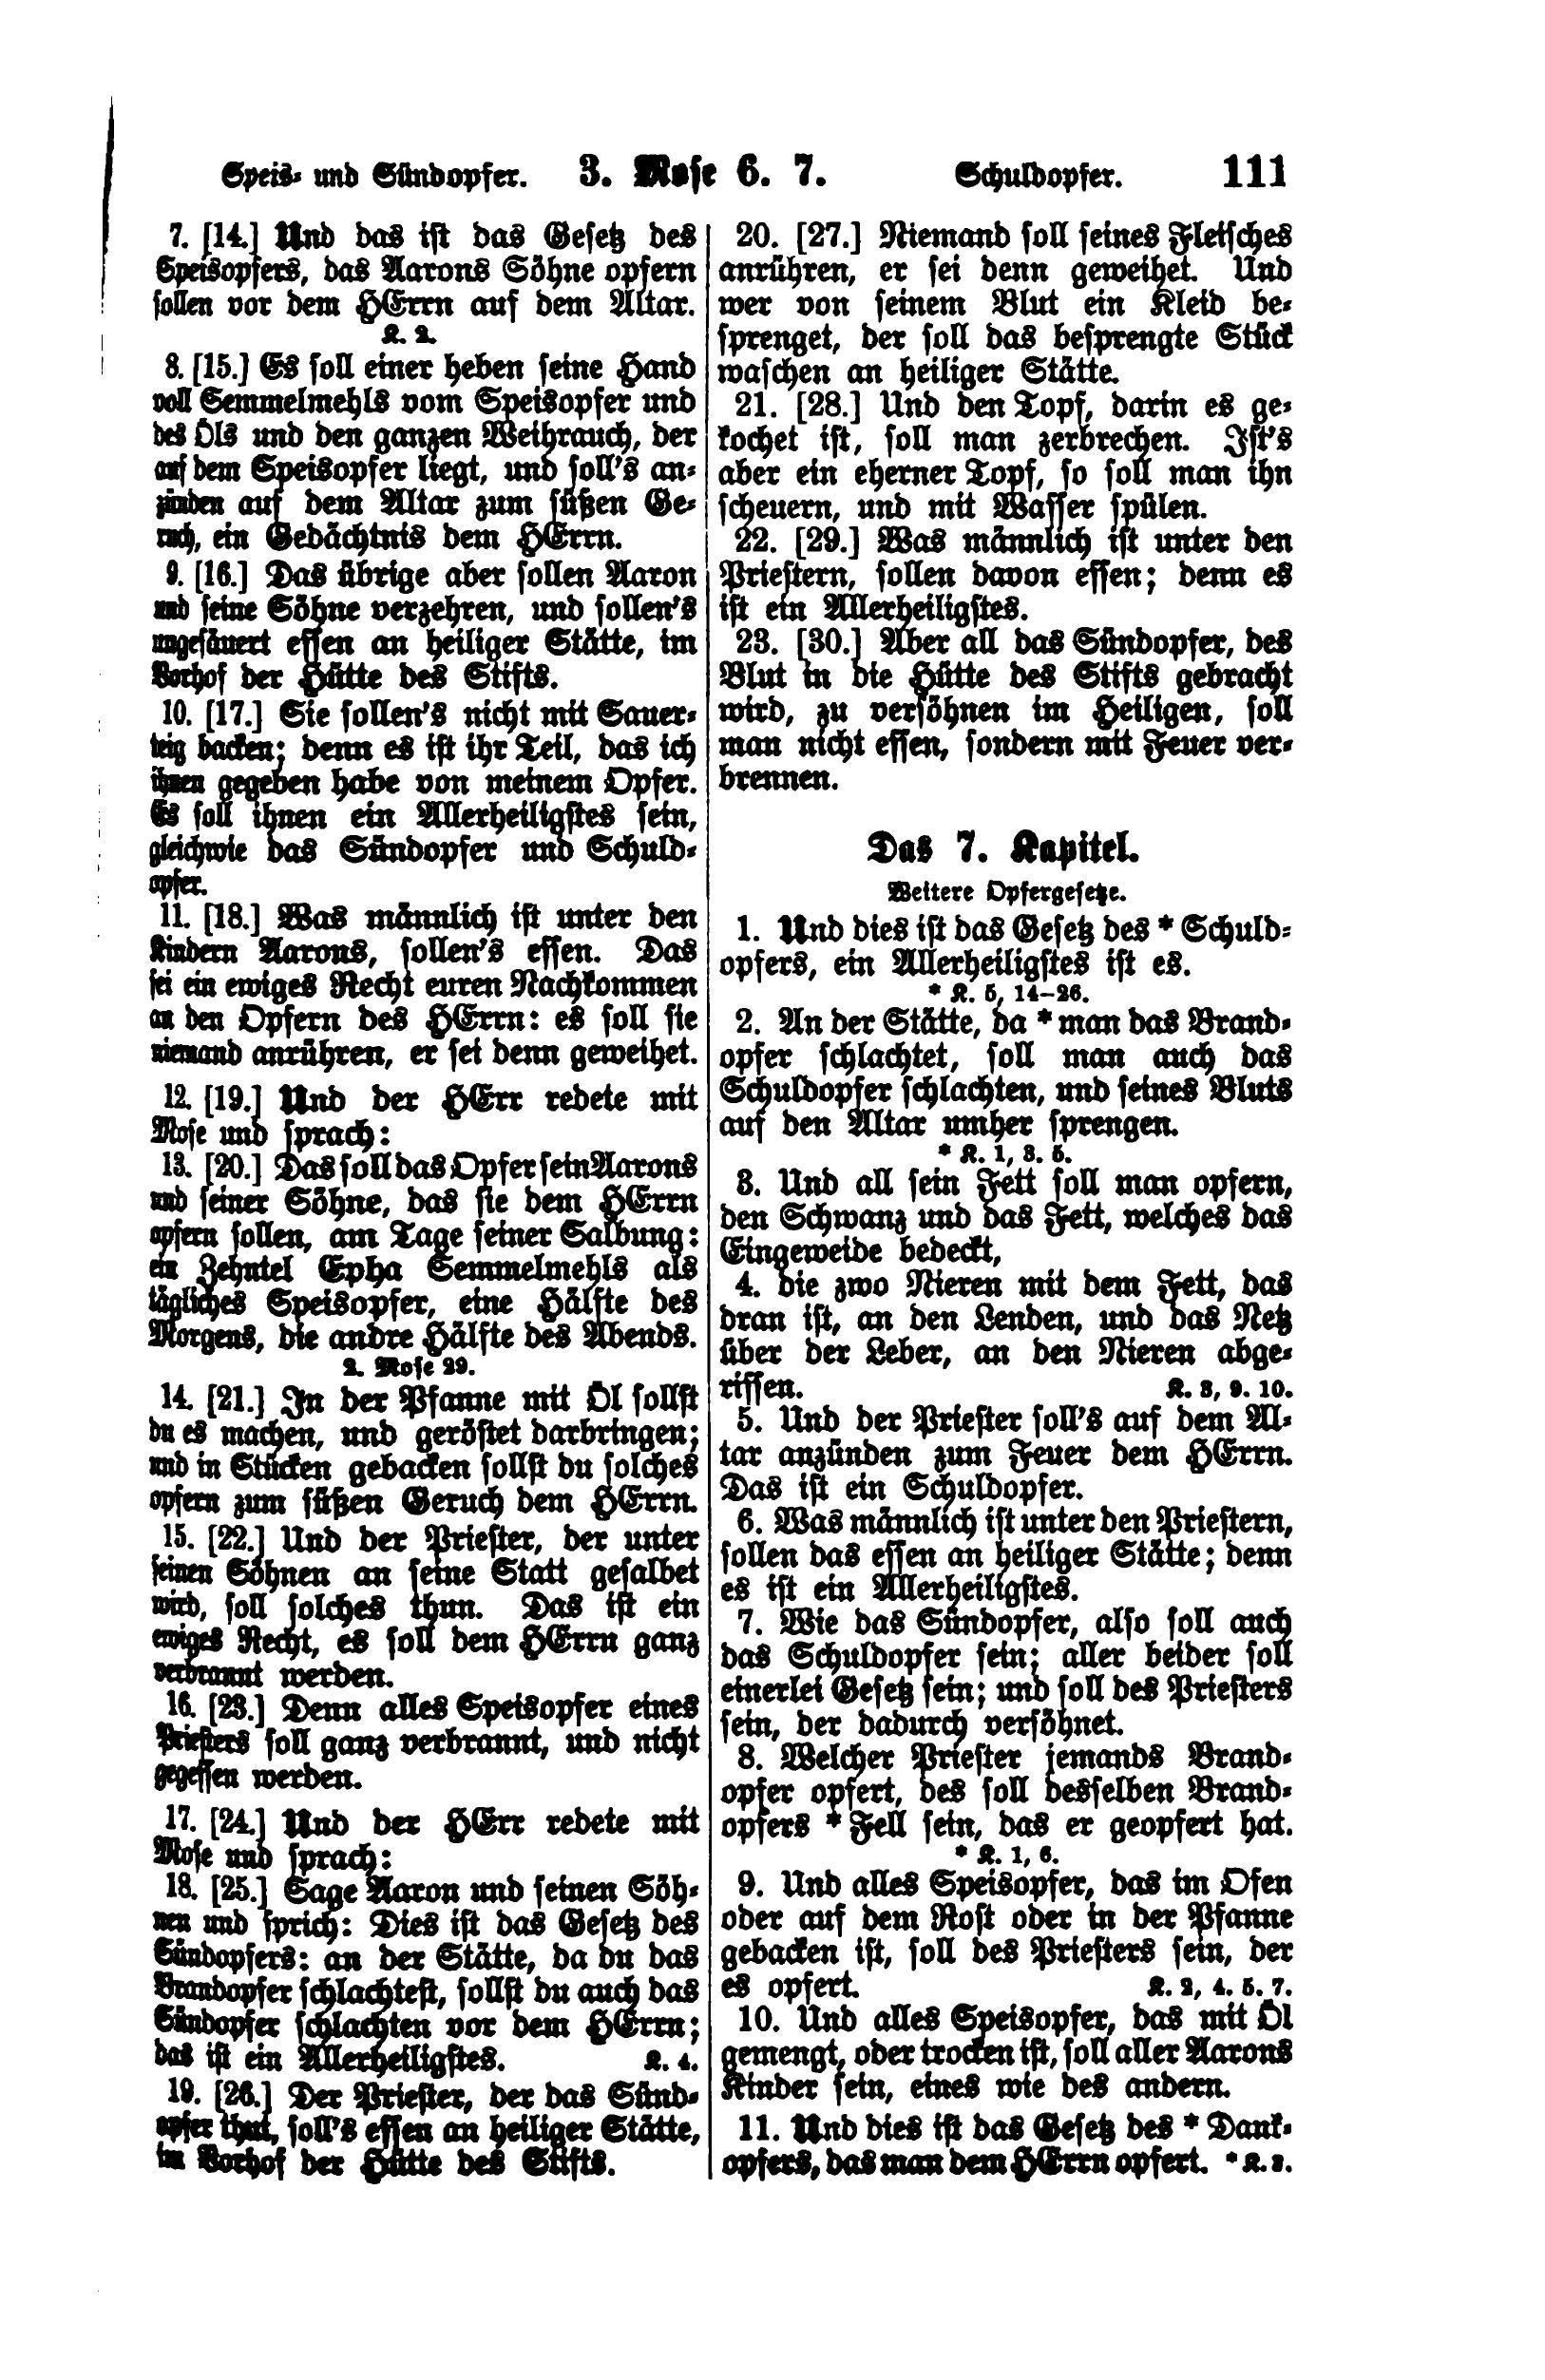 Speis- und Sündopfer. 3. Mose 6. 7. Schuldopfer. 111
7. [14.] Und das ist das Gesetz des
Speisopfers, das Aarons Söhne opfern
sollen vor dem HErrn auf dem Altar.
K. 2.
8. [15.] Es soll einer heben seine Hand
voll Semmelmehls vom Speisopfer und
des Öls und den ganzen Weihrauch, der
auf dem Speisopfer liegt, und soll's an-
zünden auf dem Altar zum süßen Ge-
ruch, ein Gedächtnis dem HErrn.
9. [16.] Das übrige aber sollen Aaron
und seine Söhne verzehren, und sollen's
ungesäuert essen an heiliger Stätte, im
Vorhof der Hütte des Stifts.
10. [17.] Sie sollen's nicht mit Sauer-
teig backen; denn es ist ihr Teil, das ich
ihnen gegeben habe von meinem Opfer.
Es soll ihnen ein Allerheiligstes sein,
gleichwie das Sündopfer und Schuld-
opfer.
11. [18.] Was männlich ist unter den
Kindern Aarons, sollen's essen. Das
sei ein ewiges Recht euren Nachkommen
an den Opfern des HErrn: es soll sie
niemand anrühren, er sei denn geweihet.
12. [19.] Und der HErr redete mit
Mose und sprach:
13. [20.] Das soll das Opfer sein Aarons
und seiner Söhne, das sie dem HErrn
opfern sollen, am Tage seiner Salbung:
ein Zehntel Epha Semmelmehls als
tägliches Speisopfer, eine Hälfte des
Morgens, die andre Hälfte des Abends.
2. Mose 29.
14. [21.] In der Pfanne mit Öl sollst
du es machen, und geröstet darbringen;
und in Stücken gebacken sollst du solches
opfern zum süßen Geruch dem HErrn.
15. [22.] Und der Priester, der unter
seinen Söhnen an seine Statt gesalbet
wird, soll solches thun. Das ist ein
ewiges Recht, es soll dem HErrn ganz
verbrannt werden.
16. [23.] Denn alles Speisopfer eines
Priesters soll ganz verbrannt, und nicht
gegessen werden.
17. [24.] Und der HErr redete mit
Mose und sprach:
18. [25.] Sage Aaron und seinen Söh-
nen und sprich: Dies ist das Gesetz des
Sündopfers: an der Stätte, da du das
Brandopfer schlachtest, sollst du auch das
Sündopfer schlachten vor dem HErrn;
das ist ein Allerheiligstes. K. 4.
19. [26.] Der Priester, der das Sünd-
opfer thut, soll's essen an heiliger Stätte,
im Vorhof der Hütte des Stifts.
20. [27.] Niemand soll seines Fleisches
anrühren, er sei denn geweihet. Und
wer von seinem Blut ein Kleid be-
sprenget, der soll das besprengte Stück
waschen an heiliger Stätte.
21. [28.] Und den Topf, darin es ge-
kochet ist, soll man zerbrechen. Ist's
aber ein eherner Topf, so soll man ihn
scheuern, und mit Wasser spülen.
22. [29.] Was männlich ist unter den
Priestern, sollen davon essen; denn es
ist ein Allerheiligstes.
23. [30.] Aber all das Sündopfer, des
Blut in die Hütte des Stifts gebracht
wird, zu versöhnen im Heiligen, soll
man nicht essen, sondern mit Feuer ver-
brennen.
Das 7. Kapitel.
Weitere Opfergesetze.
1. Und dies ist das Gesetz des * Schuld-
opfers, ein Allerheiligstes ist es.
* K. 5, 14-26.
2. An der Stätte, da * man das Brand-
opfer schlachtet, soll man auch das
Schuldopfer schlachten, und seines Bluts
auf den Altar umher sprengen.
* K. 1, 3. 5.
3. Und all sein Fett soll man opfern,
den Schwanz und das Fett, welches das
Eingeweide bedeckt,
4. die zwo Nieren mit dem Fett, das
dran ist, an den Lenden, und das Netz
über der Leber, an den Nieren abge-
rissen. K. 3, 9. 10.
5. Und der Priester soll's auf dem Al-
tar anzünden zum Feuer dem HErrn.
Das ist ein Schuldopfer.
6. Was männlich ist unter den Priestern,
sollen das essen an heiliger Stätte; denn
es ist ein Allerheiligstes.
7. Wie das Sündopfer, also soll auch
das Schuldopfer sein; aller beider soll
einerlei Gesetz sein; und soll des Priesters
sein, der dadurch versöhnet.
8. Welcher Priester jemands Brand-
opfer opfert, des soll desselben Brand-
opfers * Fell sein, das er geopfert hat.
* K. 1, 6.
9. Und alles Speisopfer, das im Ofen
oder auf dem Rost oder in der Pfanne
gebacken ist, soll des Priesters sein, der
es opfert. K. 2, 4. 5. 7.
10. Und alles Speisopfer, das mit Öl
gemengt, oder trocken ist, soll aller Aarons
Kinder sein, eines wie des andern.
11. Und dies ist das Gesetz des * Dank-
opfers, das man dem HErrn opfert. * K. 3.